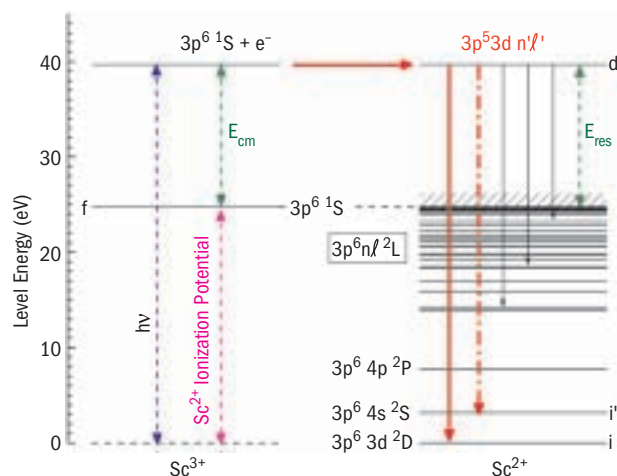 3p⁶ ¹S + e⁻
3p⁵3d n'ℓ'
40
d
E_cm
E_res
30
f
3p⁶ ¹S
20
3p⁶nℓ ²L
Level Energy (eV)
hν
Sc²⁺ Ionization Potential
10
3p⁶ 4p ²P
3p⁶ 4s ²S
i'
0
3p⁶ 3d ²D
i
Sc³⁺
Sc²⁺